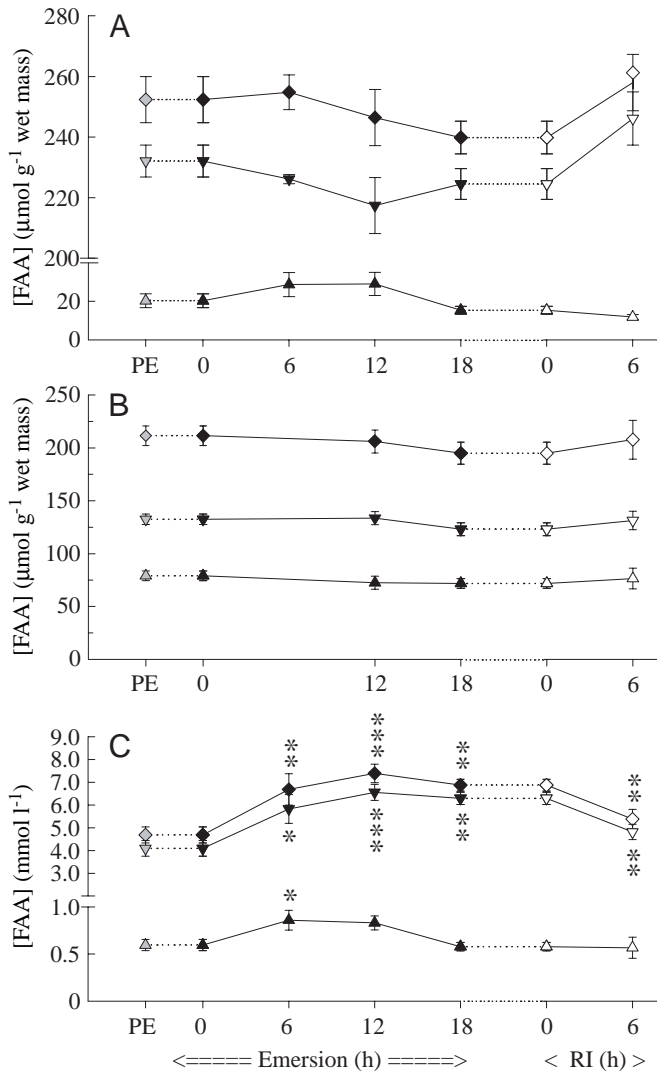 A
[FAA] (µmol g⁻¹ wet mass)
280
260
240
220
200
20
0
PE 0 6 12 18 0 6
B
[FAA] (µmol g⁻¹ wet mass)
250
200
150
100
50
0
PE 0 12 18 0 6
C
[FAA] (mmol l⁻¹)
9.0
8.0
7.0
6.0
5.0
4.0
3.0
1.0
0.5
0
** *** ** **
* *** ** **
*
PE 0 6 12 18 0 6
<===== Emersion (h) =====> < RI (h) >